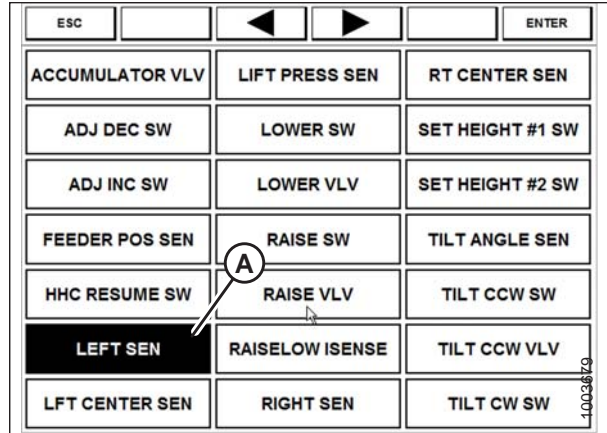 ESC ENTER
ACCUMULATOR VLV LIFT PRESS SEN RT CENTER SEN
ADJ DEC SW LOWER SW SET HEIGHT #1 SW
ADJ INC SW LOWER VLV SET HEIGHT #2 SW
FEEDER POS SEN RAISE SW TILT ANGLE SEN
A
HHC RESUME SW RAISE VLV TILT CCW SW
LEFT SEN RAISELOW ISENSE TILT CCW VLV
LFT CENTER SEN RIGHT SEN TILT CW SW
1003679